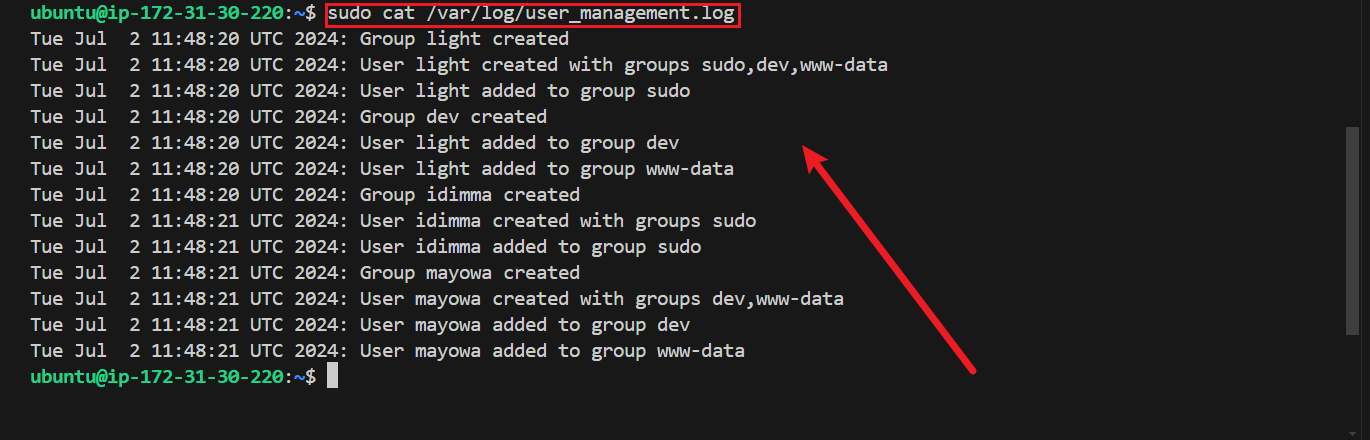 ubuntu@ip-172-31-30-220:~$ sudo cat /var/log/user_management.log
Tue Jul  2 11:48:20 UTC 2024: Group light created
Tue Jul  2 11:48:20 UTC 2024: User light created with groups sudo,dev,www-data
Tue Jul  2 11:48:20 UTC 2024: User light added to group sudo
Tue Jul  2 11:48:20 UTC 2024: Group dev created
Tue Jul  2 11:48:20 UTC 2024: User light added to group dev
Tue Jul  2 11:48:20 UTC 2024: User light added to group www-data
Tue Jul  2 11:48:20 UTC 2024: Group idimma created
Tue Jul  2 11:48:21 UTC 2024: User idimma created with groups sudo
Tue Jul  2 11:48:21 UTC 2024: User idimma added to group sudo
Tue Jul  2 11:48:21 UTC 2024: Group mayowa created
Tue Jul  2 11:48:21 UTC 2024: User mayowa created with groups dev,www-data
Tue Jul  2 11:48:21 UTC 2024: User mayowa added to group dev
Tue Jul  2 11:48:21 UTC 2024: User mayowa added to group www-data
ubuntu@ip-172-31-30-220:~$